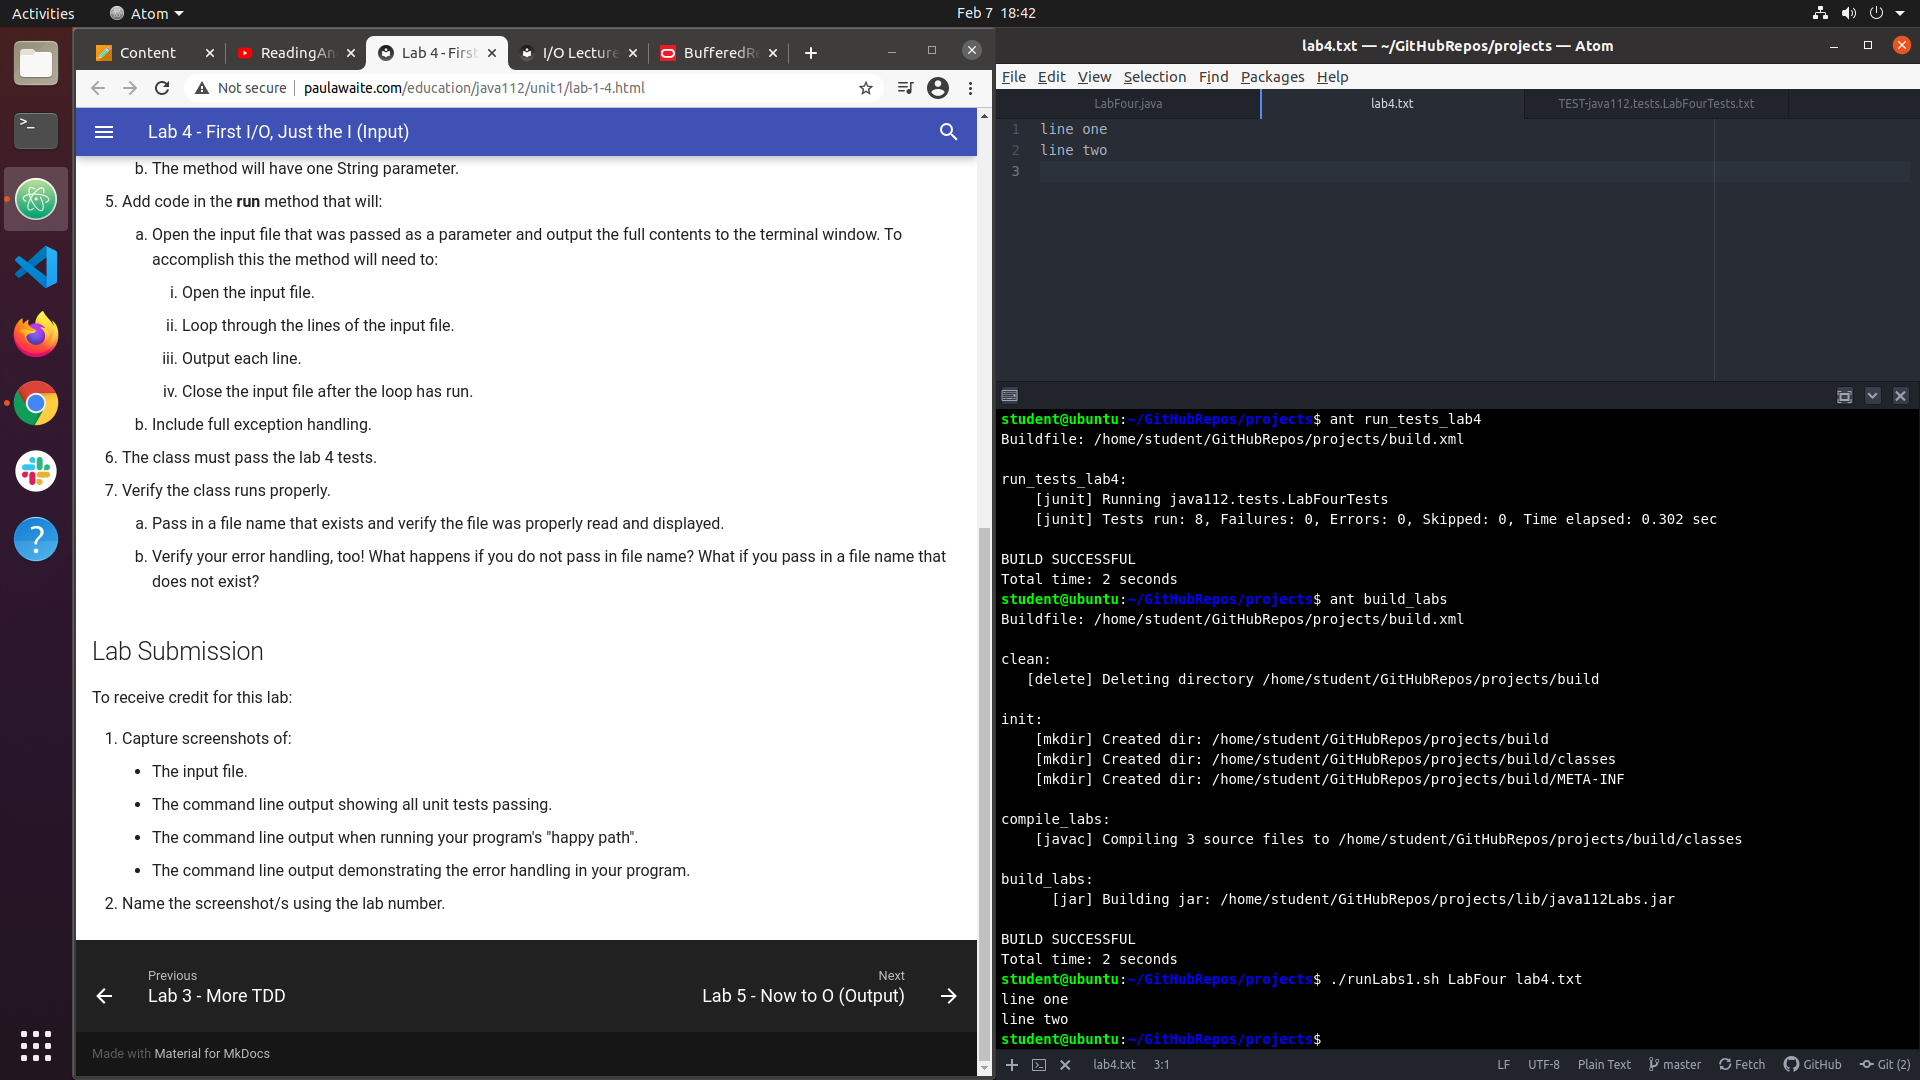 Activities
Atom
Feb 7 18:42
Content
ReadingAn
Lab 4 - First
I/O Lecture
BufferedRe
Not secure
paulawaite.com/education/java112/unit1/lab-1-4.html
Lab 4 - First I/O, Just the I (Input)
b. The method will have one String parameter.
5. Add code in the run method that will:
a. Open the input file that was passed as a parameter and output the full contents to the terminal window. To
accomplish this the method will need to:
i. Open the input file.
ii. Loop through the lines of the input file.
iii. Output each line.
iv. Close the input file after the loop has run.
b. Include full exception handling.
6. The class must pass the lab 4 tests.
7. Verify the class runs properly.
a. Pass in a file name that exists and verify the file was properly read and displayed.
b. Verify your error handling, too! What happens if you do not pass in file name? What if you pass in a file name that
does not exist?
Lab Submission
To receive credit for this lab:
1. Capture screenshots of:
• The input file.
• The command line output showing all unit tests passing.
• The command line output when running your program's "happy path".
• The command line output demonstrating the error handling in your program.
2. Name the screenshot/s using the lab number.
Previous
Lab 3 - More TDD
Next
Lab 5 - Now to O (Output)
Made with Material for MkDocs
lab4.txt — ~/GitHubRepos/projects — Atom
File Edit View Selection Find Packages Help
LabFour.java
lab4.txt
TEST-java112.tests.LabFourTests.txt
1 line one
2 line two
3
student@ubuntu:~/GitHubRepos/projects$ ant run_tests_lab4
Buildfile: /home/student/GitHubRepos/projects/build.xml
run_tests_lab4:
[junit] Running java112.tests.LabFourTests
[junit] Tests run: 8, Failures: 0, Errors: 0, Skipped: 0, Time elapsed: 0.302 sec
BUILD SUCCESSFUL
Total time: 2 seconds
student@ubuntu:~/GitHubRepos/projects$ ant build_labs
Buildfile: /home/student/GitHubRepos/projects/build.xml
clean:
[delete] Deleting directory /home/student/GitHubRepos/projects/build
init:
[mkdir] Created dir: /home/student/GitHubRepos/projects/build
[mkdir] Created dir: /home/student/GitHubRepos/projects/build/classes
[mkdir] Created dir: /home/student/GitHubRepos/projects/build/META-INF
compile_labs:
[javac] Compiling 3 source files to /home/student/GitHubRepos/projects/build/classes
build_labs:
[jar] Building jar: /home/student/GitHubRepos/projects/lib/java112Labs.jar
BUILD SUCCESSFUL
Total time: 2 seconds
student@ubuntu:~/GitHubRepos/projects$ ./runLabs1.sh LabFour lab4.txt
line one
line two
student@ubuntu:~/GitHubRepos/projects$
lab4.txt 3:1 LF UTF-8 Plain Text master Fetch GitHub Git (2)